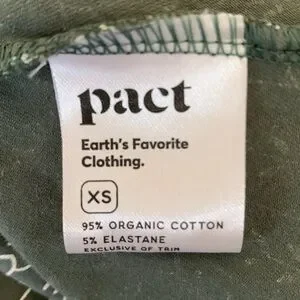 pact
Earth's Favorite
Clothing.
XS
95% ORGANIC COTTON
5% ELASTANE
EXCLUSIVE OF TRIM